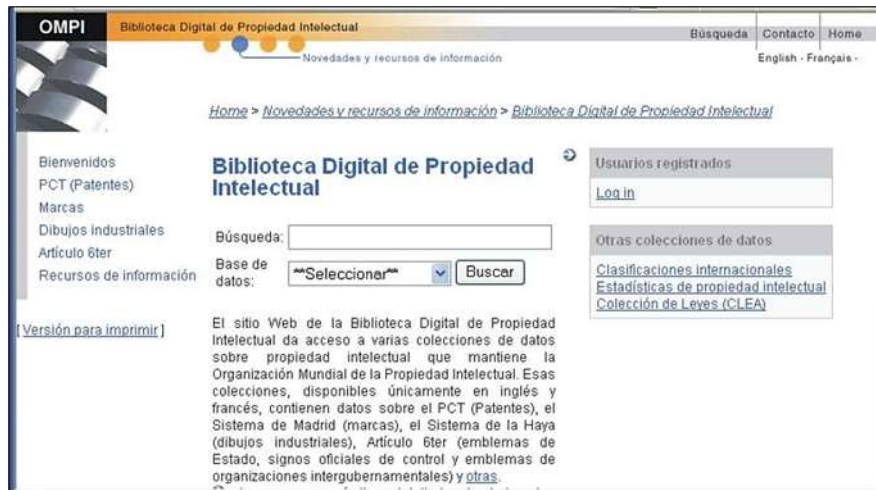 OMPI
Biblioteca Digital de Propiedad Intelectual
Búsqueda
Contacto
Home
Novedades y recursos de información
English - Français -
Home > Novedades y recursos de información > Biblioteca Digital de Propiedad Intelectual
Bienvenidos
PCT (Patentes)
Marcas
Dibujos industriales
Artículo 6ter
Recursos de información
[ Versión para imprimir ]
Biblioteca Digital de Propiedad
Intelectual
Búsqueda:
Base de
datos:
**Seleccionar**
Buscar
El sitio Web de la Biblioteca Digital de Propiedad
Intelectual da acceso a varias colecciones de datos
sobre propiedad intelectual que mantiene la
Organización Mundial de la Propiedad Intelectual. Esas
colecciones, disponibles únicamente en inglés y
francés, contienen datos sobre el PCT (Patentes), el
Sistema de Madrid (marcas), el Sistema de la Haya
(dibujos industriales), Artículo 6ter (emblemas de
Estado, signos oficiales de control y emblemas de
organizaciones intergubernamentales) y otras.
Usuarios registrados
Log in
Otras colecciones de datos
Clasificaciones internacionales
Estadísticas de propiedad intelectual
Colección de Leyes (CLEA)